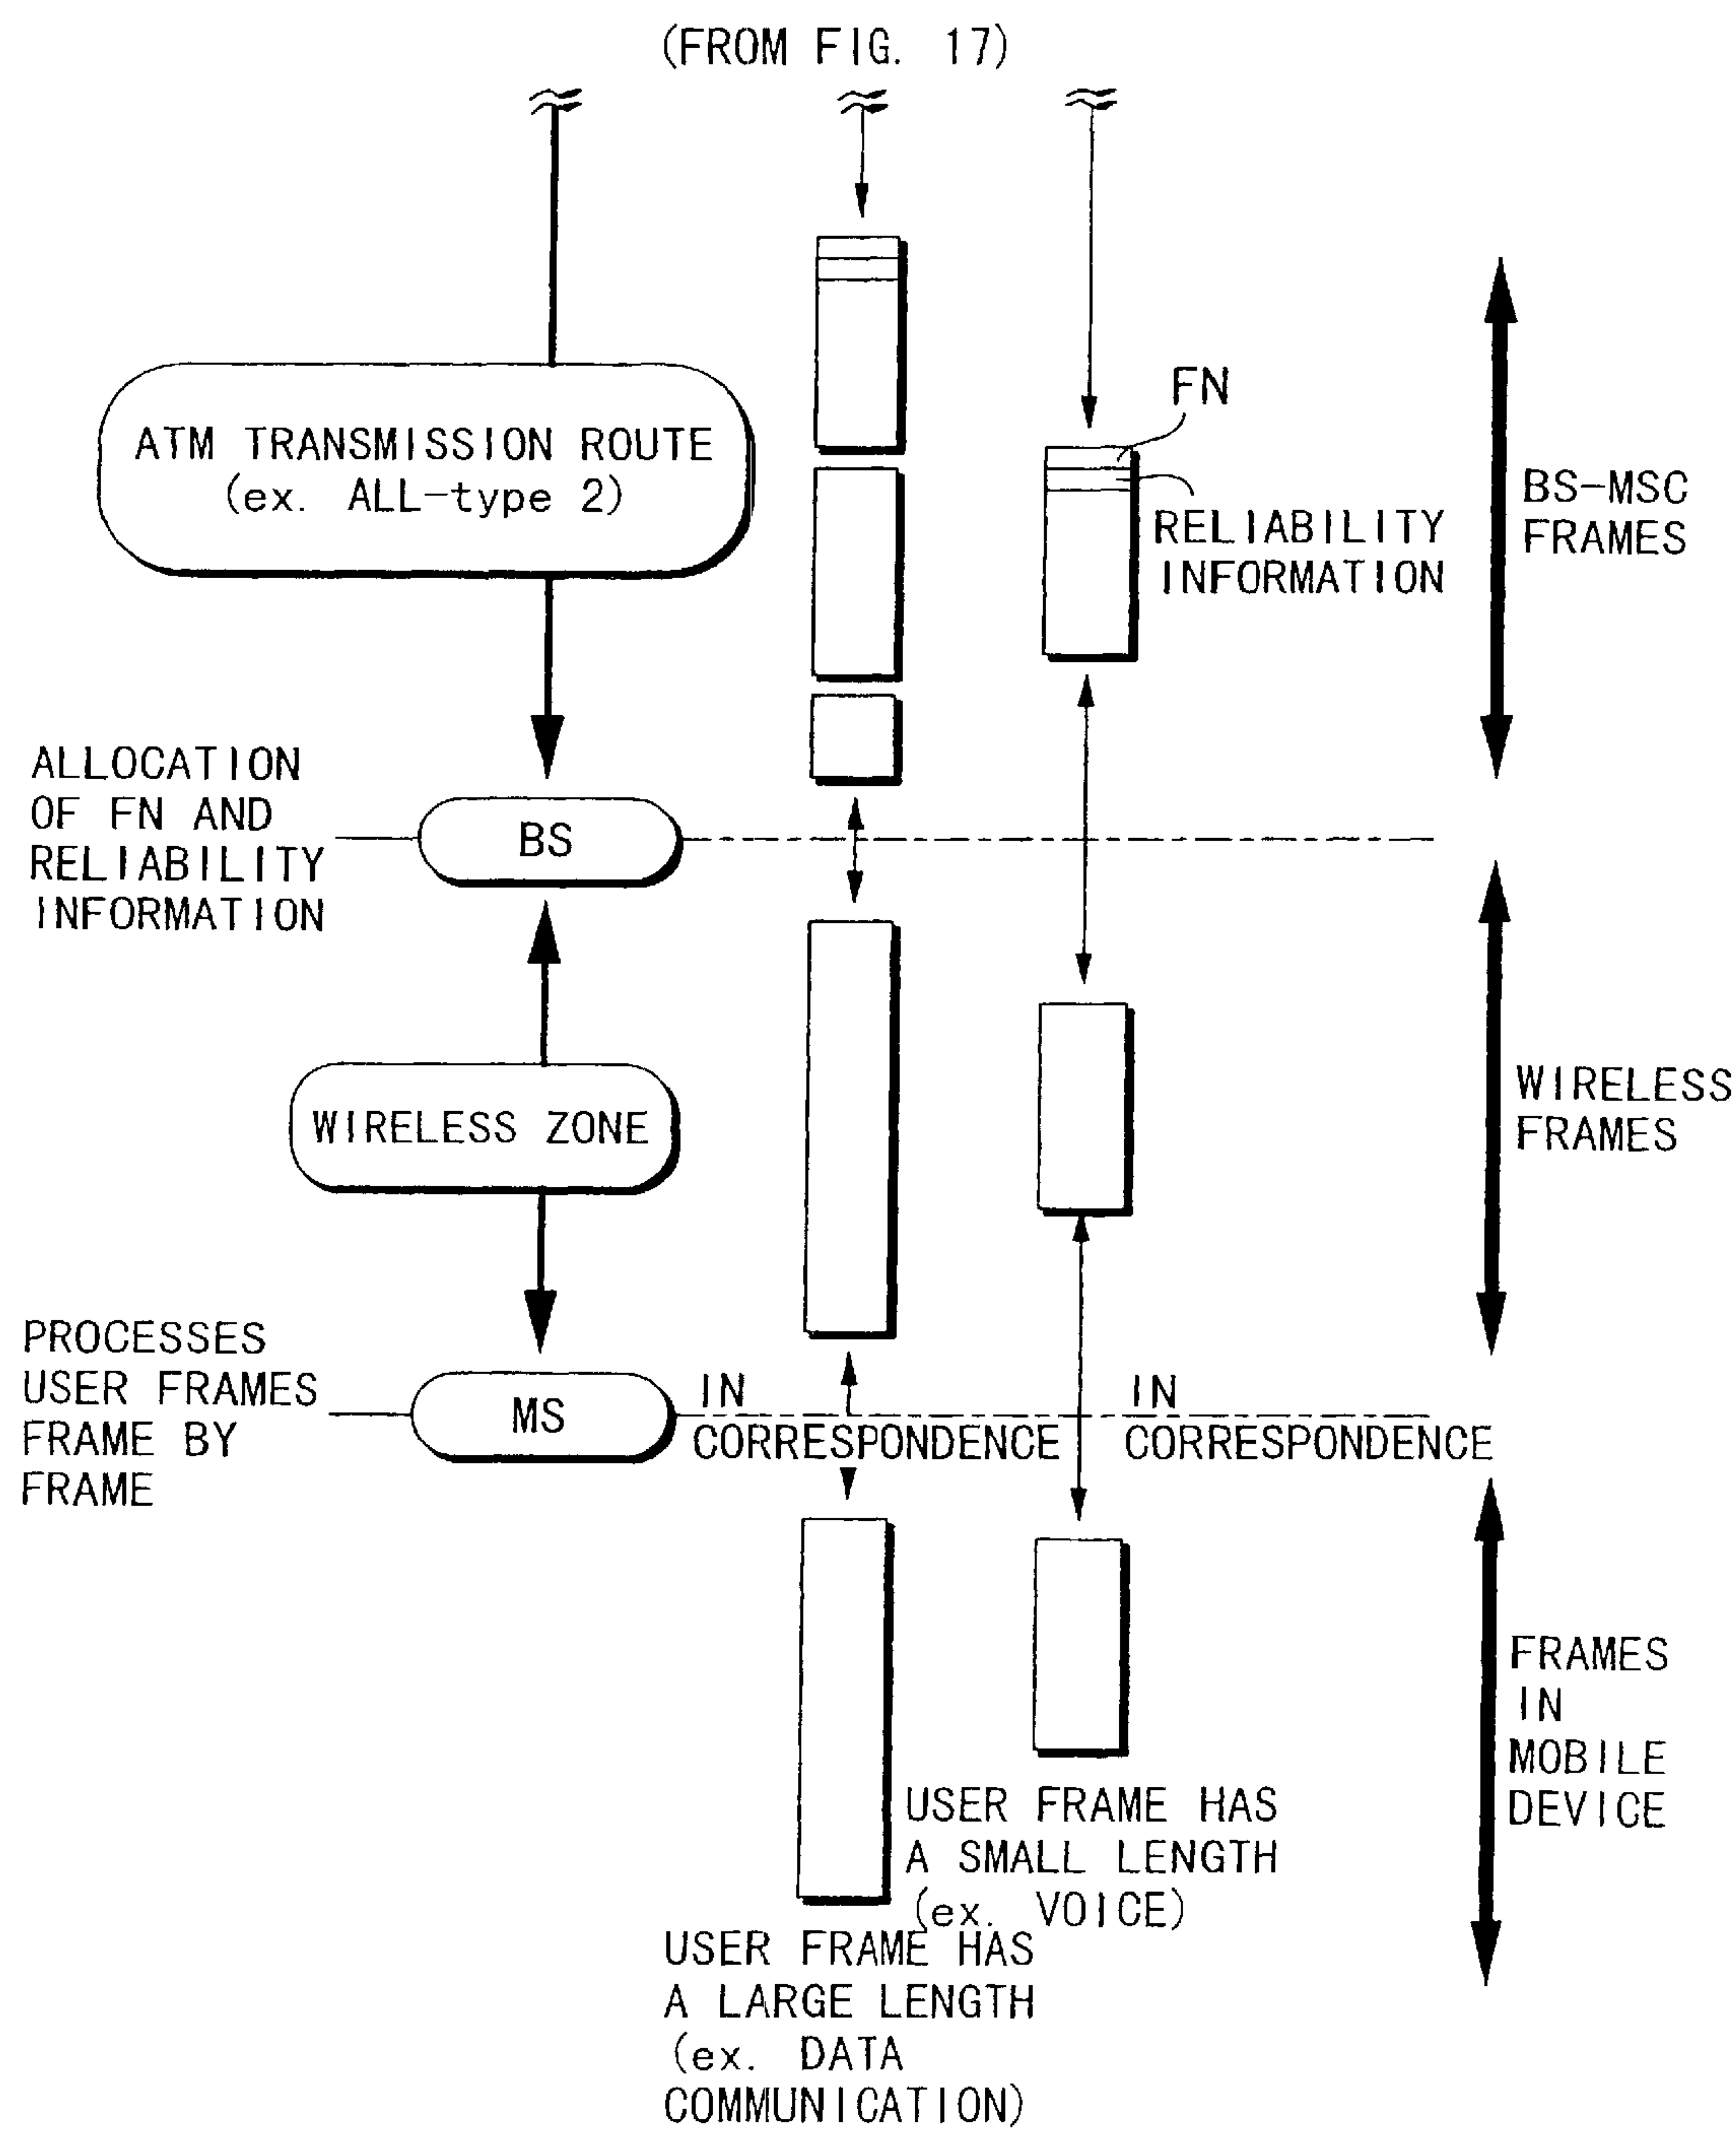 (FROM FIG. 17)
ATM TRANSMISSION ROUTE
(ex. ALL-type 2)
FN
RELIABILITY
INFORMATION
BS-MSC
FRAMES
ALLOCATION
OF FN AND
RELIABILITY
INFORMATION
BS
WIRELESS ZONE
WIRELESS
FRAMES
PROCESSES
USER FRAMES
FRAME BY
FRAME
MS
IN
CORRESPONDENCE
IN
CORRESPONDENCE
FRAMES
IN
MOBILE
DEVICE
USER FRAME HAS
A SMALL LENGTH
(ex. VOICE)
USER FRAME HAS
A LARGE LENGTH
(ex. DATA
COMMUNICATION)